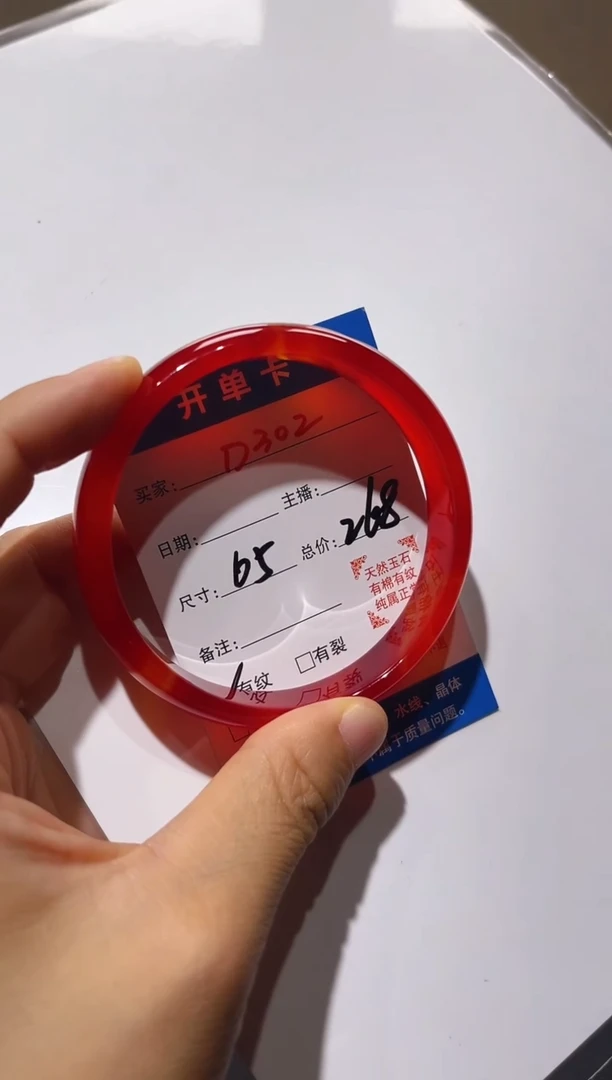 开单卡
买家: D302
主播:
日期:
总价: 268
尺寸: 65
天然玉石
有棉有纹
纯属正常
备注:
有纹 □有裂
水线、晶体
属于质量问题。